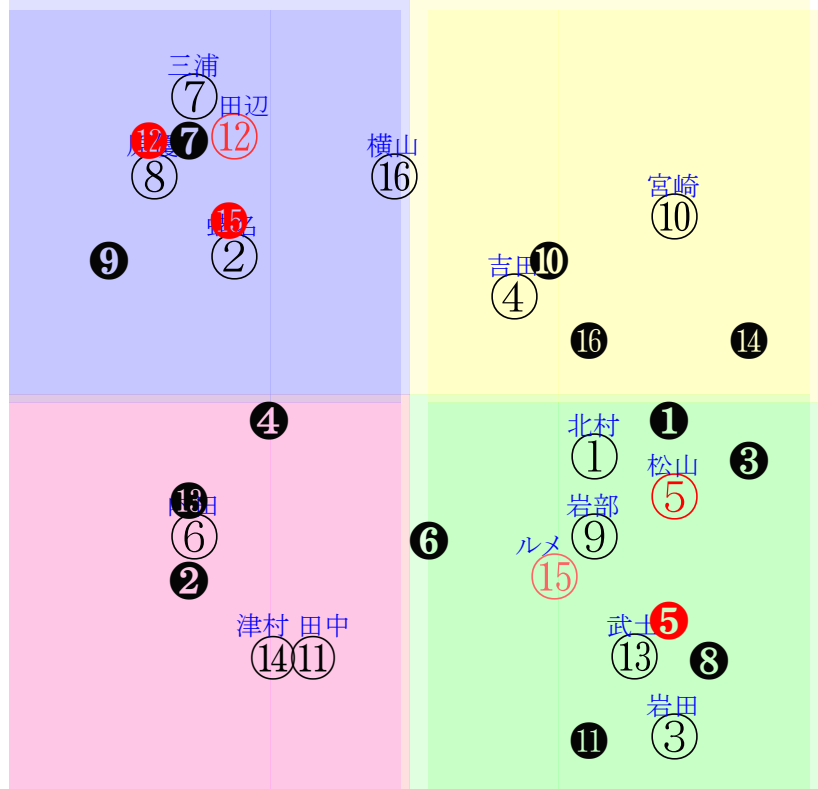 三浦
⑦
田辺
⑫
⓬
❼
⑧
横山
⑯
宮崎
⑩
⓯
②
❾
吉田
❿
④
⓰
⓮
❹
❶
北村
①
❸
松山
⑤
⓭
⑥
岩部
⑨
❻
ルメ
⑮
❷
津村
田中
⑭
⑪
❺
武士
⑬
❽
岩田
③
⓫